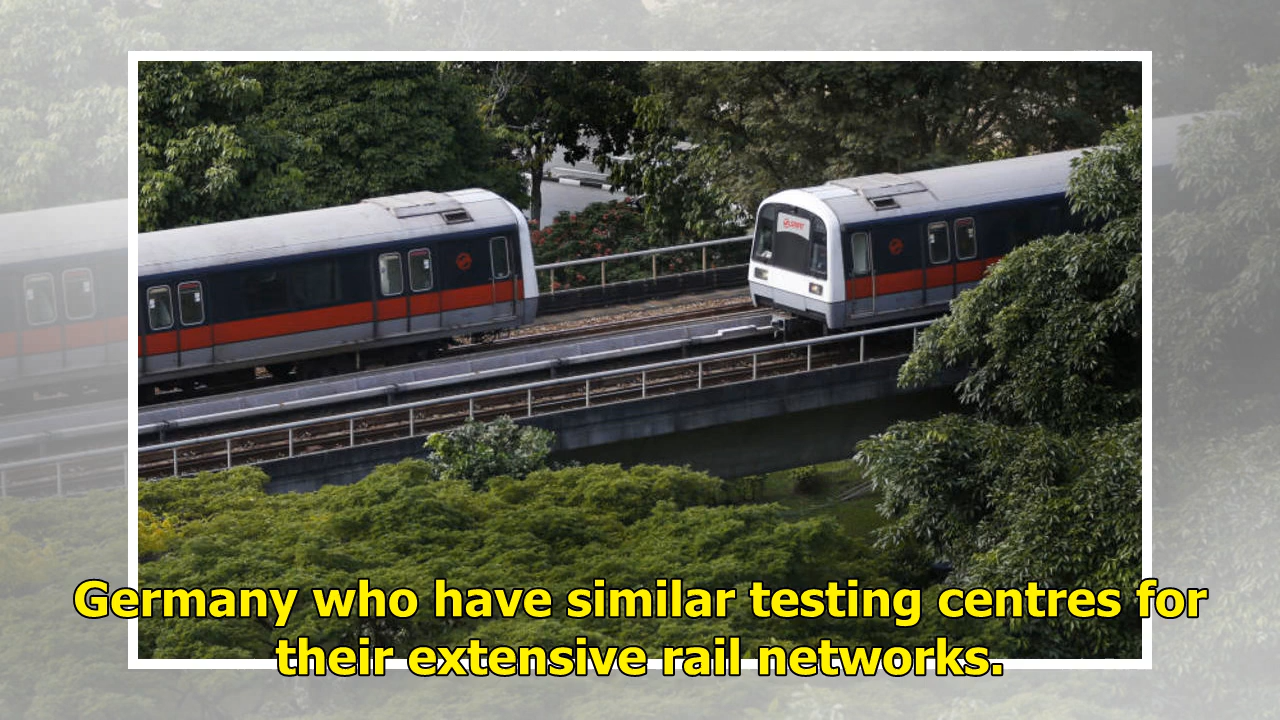 Germany who have similar testing centres for
their extensive rail networks.